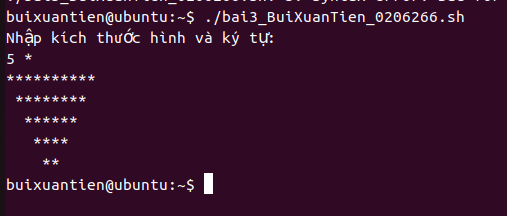 buixuantien@ubuntu:~$ ./bai3_BuiXuanTien_0206266.sh
Nhập kích thước hình và ký tự:
5 *
**********
 ********
  ******
   ****
    **
buixuantien@ubuntu:~$